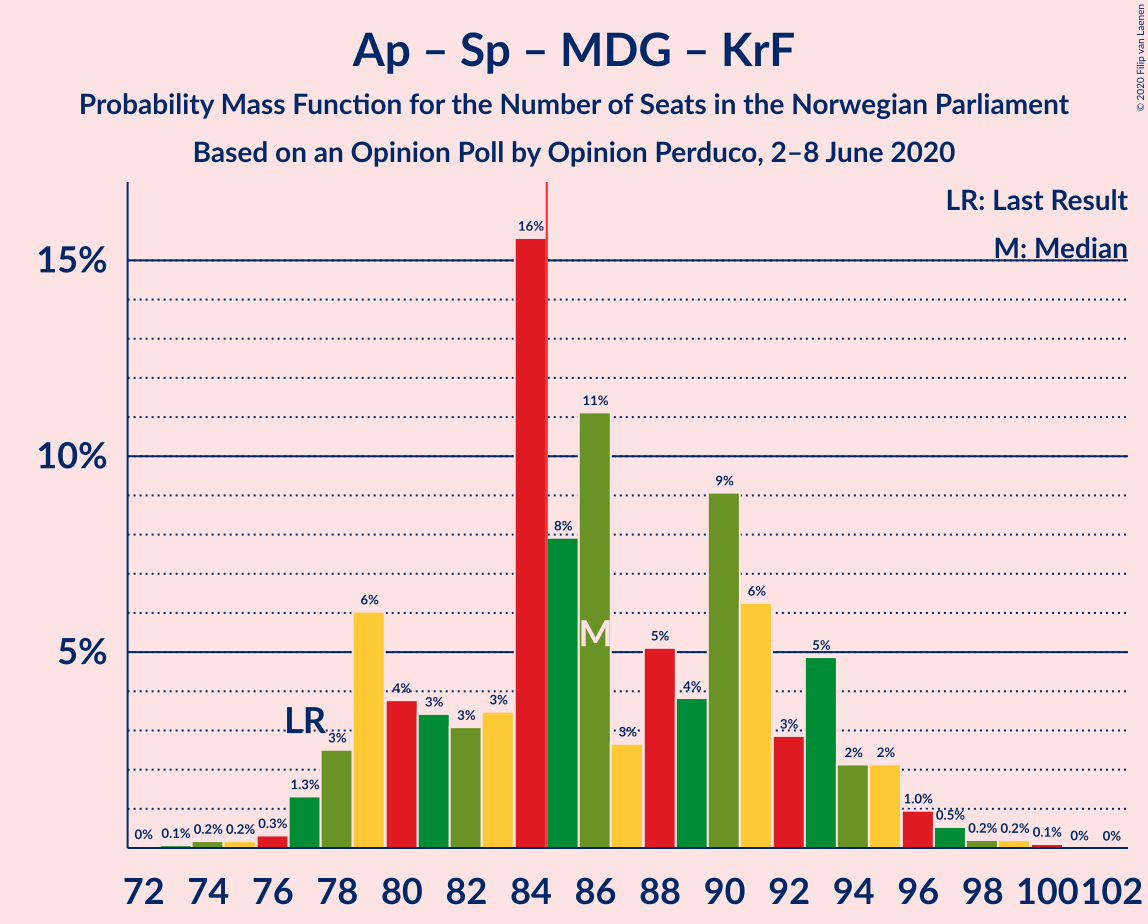 Ap – Sp – MDG – KrF
Probability Mass Function for the Number of Seats in the Norwegian Parliament
Based on an Opinion Poll by Opinion Perduco, 2–8 June 2020
© 2020 Filip van Laenen
LR: Last Result
M: Median
15%
10%
5%
0% 0.1% 0.2% 0.2% 0.3% 1.3% 3% 6% 4% 3% 3% 3% 16% 8% 11% 3% 5% 4% 9% 6% 3% 5% 2% 2% 1.0% 0.5% 0.2% 0.2% 0.1% 0% 0%
LR
M
72 74 76 78 80 82 84 86 88 90 92 94 96 98 100 102